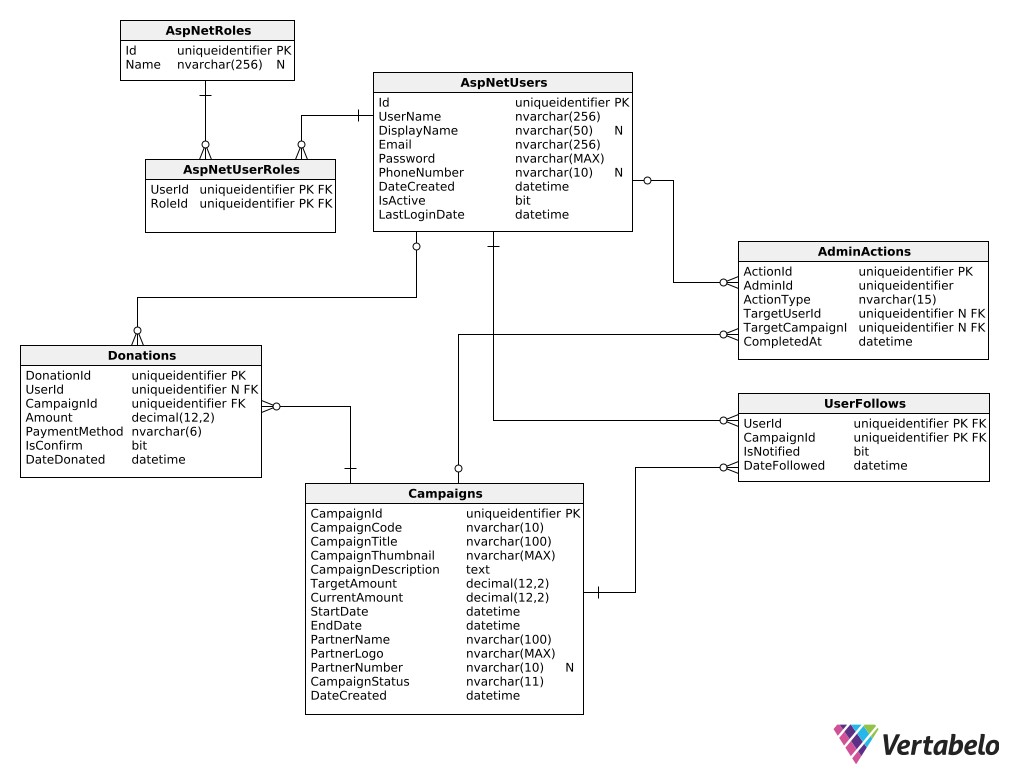 AspNetRoles
Id uniqueidentifier PK
Name nvarchar(256) N
AspNetUsers
Id uniqueidentifier PK
UserName nvarchar(256)
DisplayName nvarchar(50) N
Email nvarchar(256)
Password nvarchar(MAX)
PhoneNumber nvarchar(10) N
DateCreated datetime
IsActive bit
LastLoginDate datetime
AspNetUserRoles
UserId uniqueidentifier PK FK
RoleId uniqueidentifier PK FK
AdminActions
ActionId uniqueidentifier PK
AdminId uniqueidentifier
ActionType nvarchar(15)
TargetUserId uniqueidentifier N FK
TargetCampaignI uniqueidentifier N FK
CompletedAt datetime
Donations
DonationId uniqueidentifier PK
UserId uniqueidentifier N FK
CampaignId uniqueidentifier FK
Amount decimal(12,2)
PaymentMethod nvarchar(6)
IsConfirm bit
DateDonated datetime
UserFollows
UserId uniqueidentifier PK FK
CampaignId uniqueidentifier PK FK
IsNotified bit
DateFollowed datetime
Campaigns
CampaignId uniqueidentifier PK
CampaignCode nvarchar(10)
CampaignTitle nvarchar(100)
CampaignThumbnail nvarchar(MAX)
CampaignDescription text
TargetAmount decimal(12,2)
CurrentAmount decimal(12,2)
StartDate datetime
EndDate datetime
PartnerName nvarchar(100)
PartnerLogo nvarchar(MAX)
PartnerNumber nvarchar(10) N
CampaignStatus nvarchar(11)
DateCreated datetime
Vertabelo